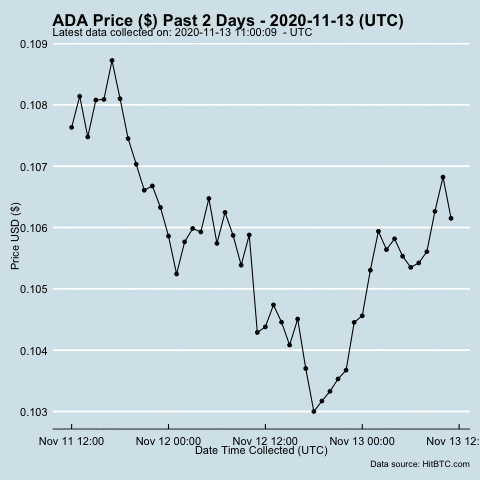 ADA Price ($) Past 2 Days - 2020-11-13 (UTC)
Latest data collected on: 2020-11-13 11:00:09 - UTC
0.109
0.108
0.107
0.106
0.105
0.104
0.103
Price USD ($)
Nov 11 12:00 Nov 12 00:00 Nov 12 12:00 Nov 13 00:00 Nov 13 12:
Date Time Collected (UTC)
Data source: HitBTC.com